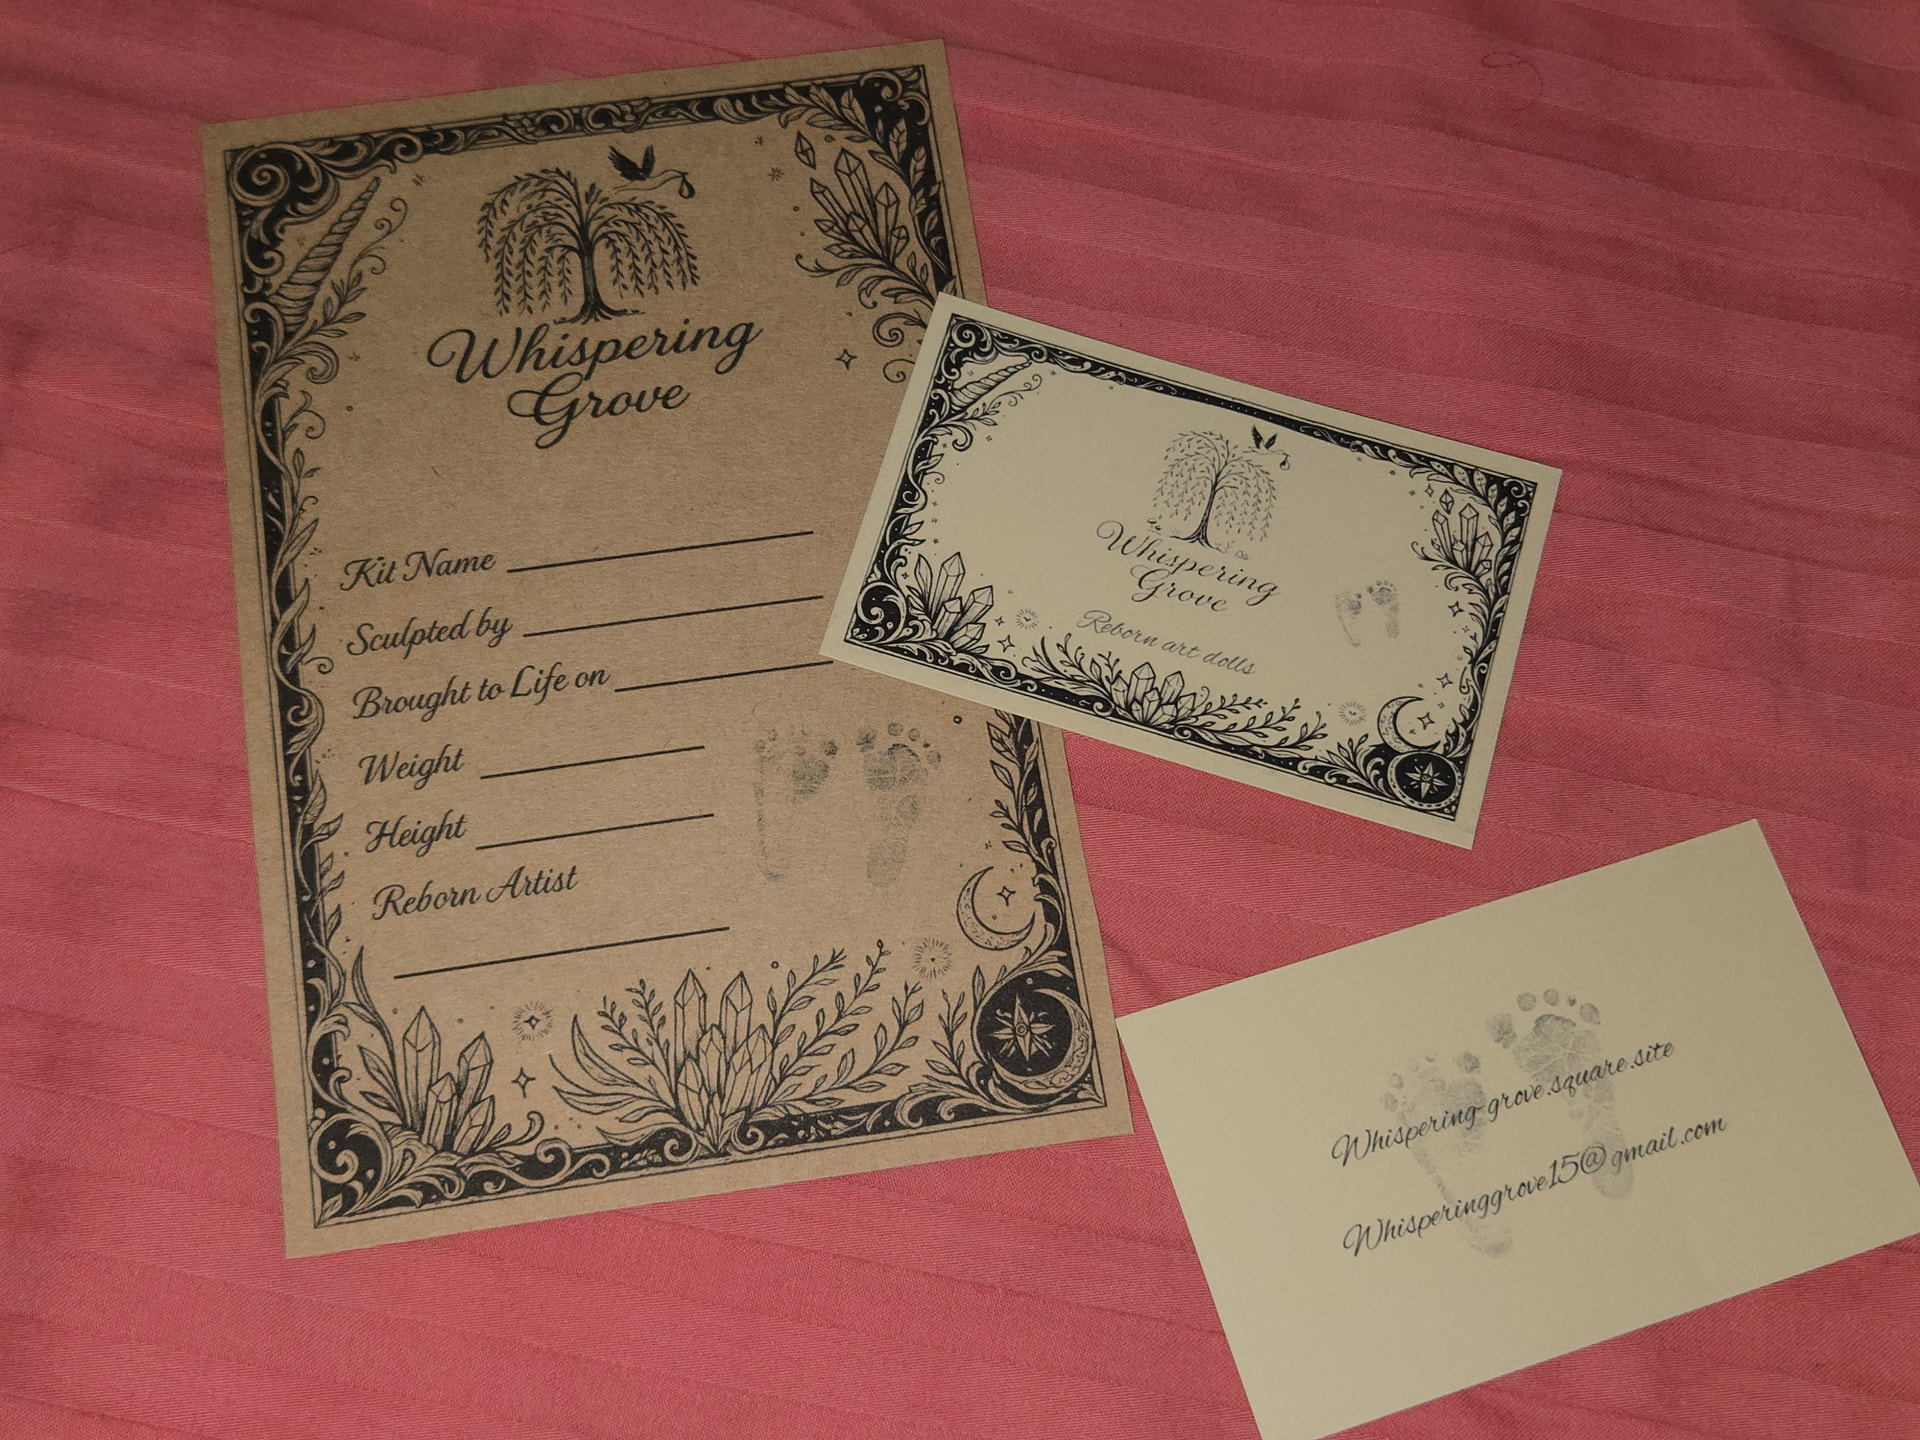 Whispering
Grove
Kit Name
Sculpted by
Brought to Life on
Weight
Height
Reborn Artist
Whispering
Grove
Reborn art dolls
Whispering-grove.square.site
Whisperinggrove15@gmail.com